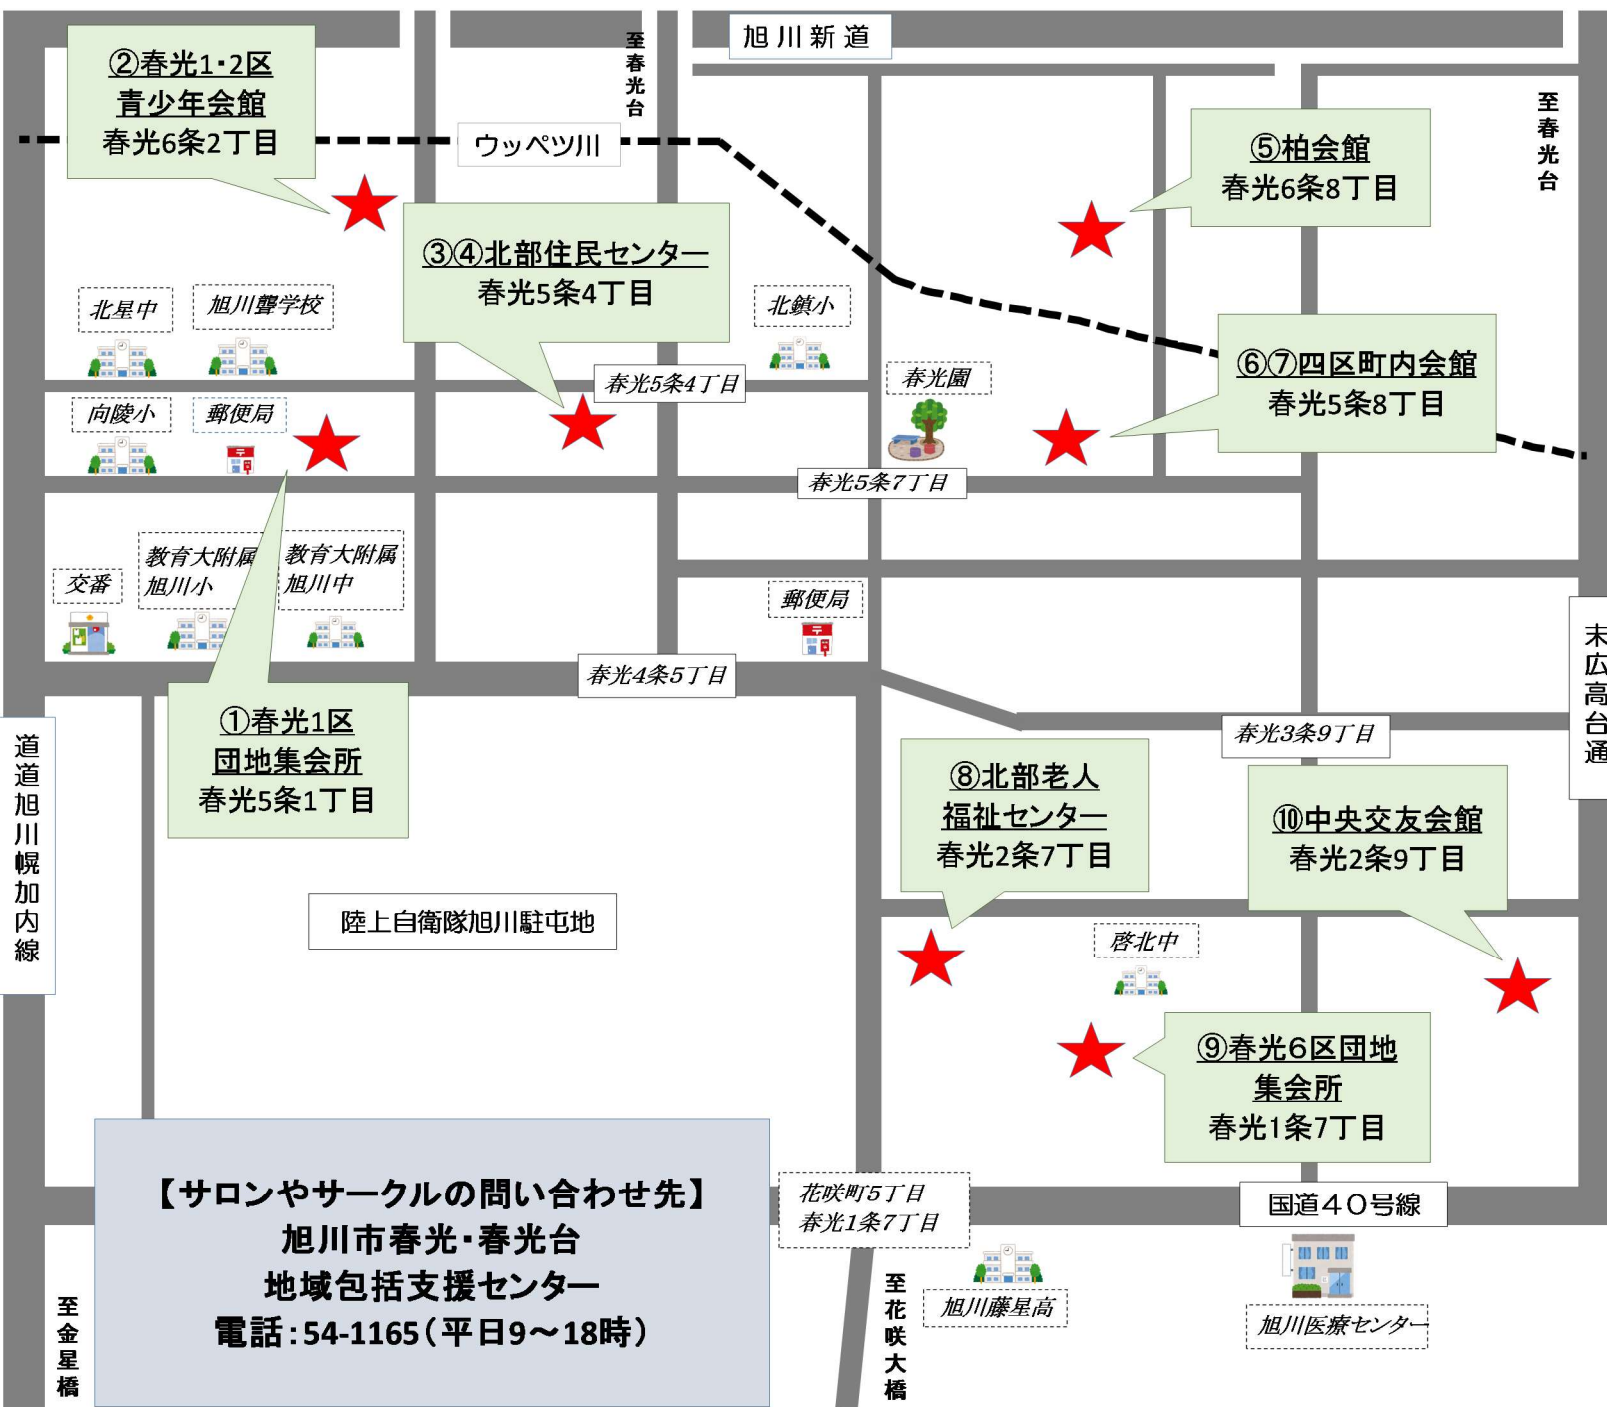 旭川新道
至春光台
②春光1・2区
青少年会館
春光6条2丁目
ウッペツ川
至春光台
⑤柏会館
春光6条8丁目
③④北部住民センター
春光5条4丁目
北星中
旭川聾学校
北鎮小
⑥⑦四区町内会館
春光5条8丁目
春光5条4丁目
春光園
向陵小
郵便局
春光5条7丁目
交番
教育大附属
旭川小
教育大附属
旭川中
郵便局
末広高台通
春光4条5丁目
①春光1区
団地集会所
春光5条1丁目
道道旭川幌加内線
春光3条9丁目
⑧北部老人
福祉センター
春光2条7丁目
⑩中央交友会館
春光2条9丁目
陸上自衛隊旭川駐屯地
啓北中
⑨春光6区団地
集会所
春光1条7丁目
【サロンやサークルの問い合わせ先】
旭川市春光・春光台
地域包括支援センター
電話:54-1165(平日9～18時)
花咲町5丁目
春光1条7丁目
国道40号線
至金星橋
至花咲大橋
旭川藤星高
旭川医療センター